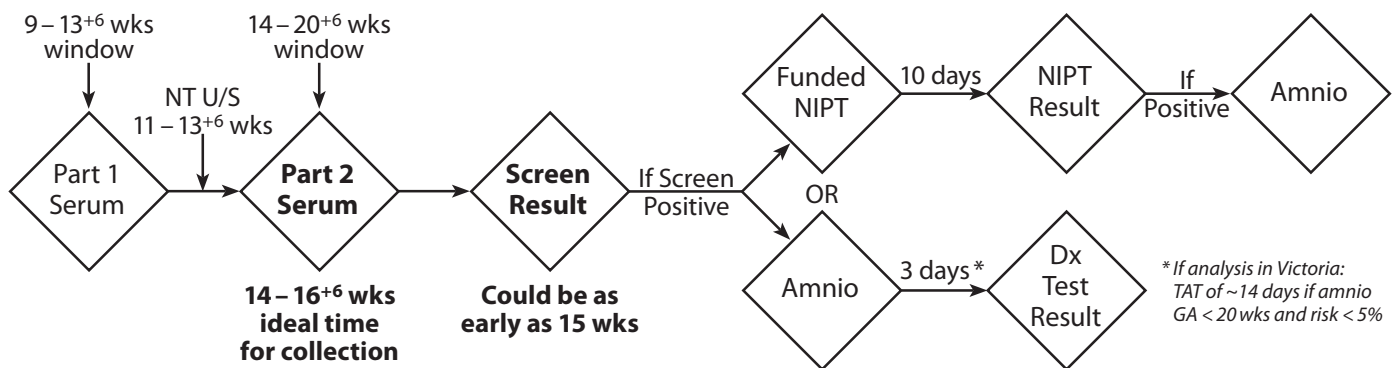 9 – 13+6 wks
window
14 – 20+6 wks
window
NT U/S
11 – 13+6 wks
Part 1
Serum
Part 2
Serum
14 – 16+6 wks
ideal time
for collection
Screen
Result
Could be as
early as 15 wks
If Screen
Positive
OR
Funded
NIPT
10 days
NIPT
Result
If
Positive
Amnio
Amnio
3 days*
Dx
Test
Result
* If analysis in Victoria:
TAT of ~14 days if amnio
GA < 20 wks and risk < 5%